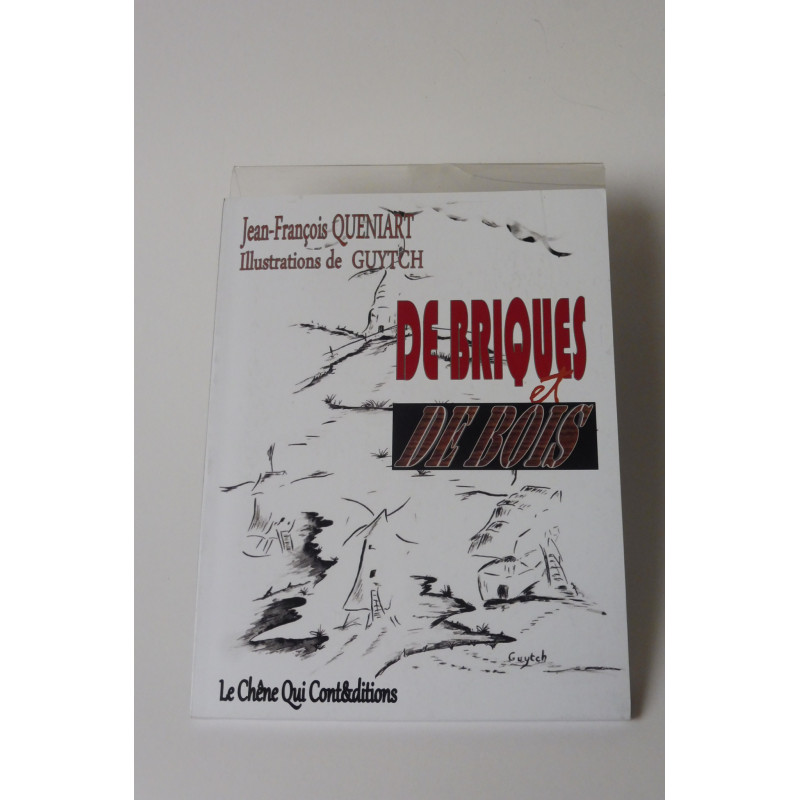 Jean-François QUENIART
Illustrations de GUYTCH
DE BRIQUES
et
DE BOIS
Guytch
Le Chêne Qui Cont&ditions